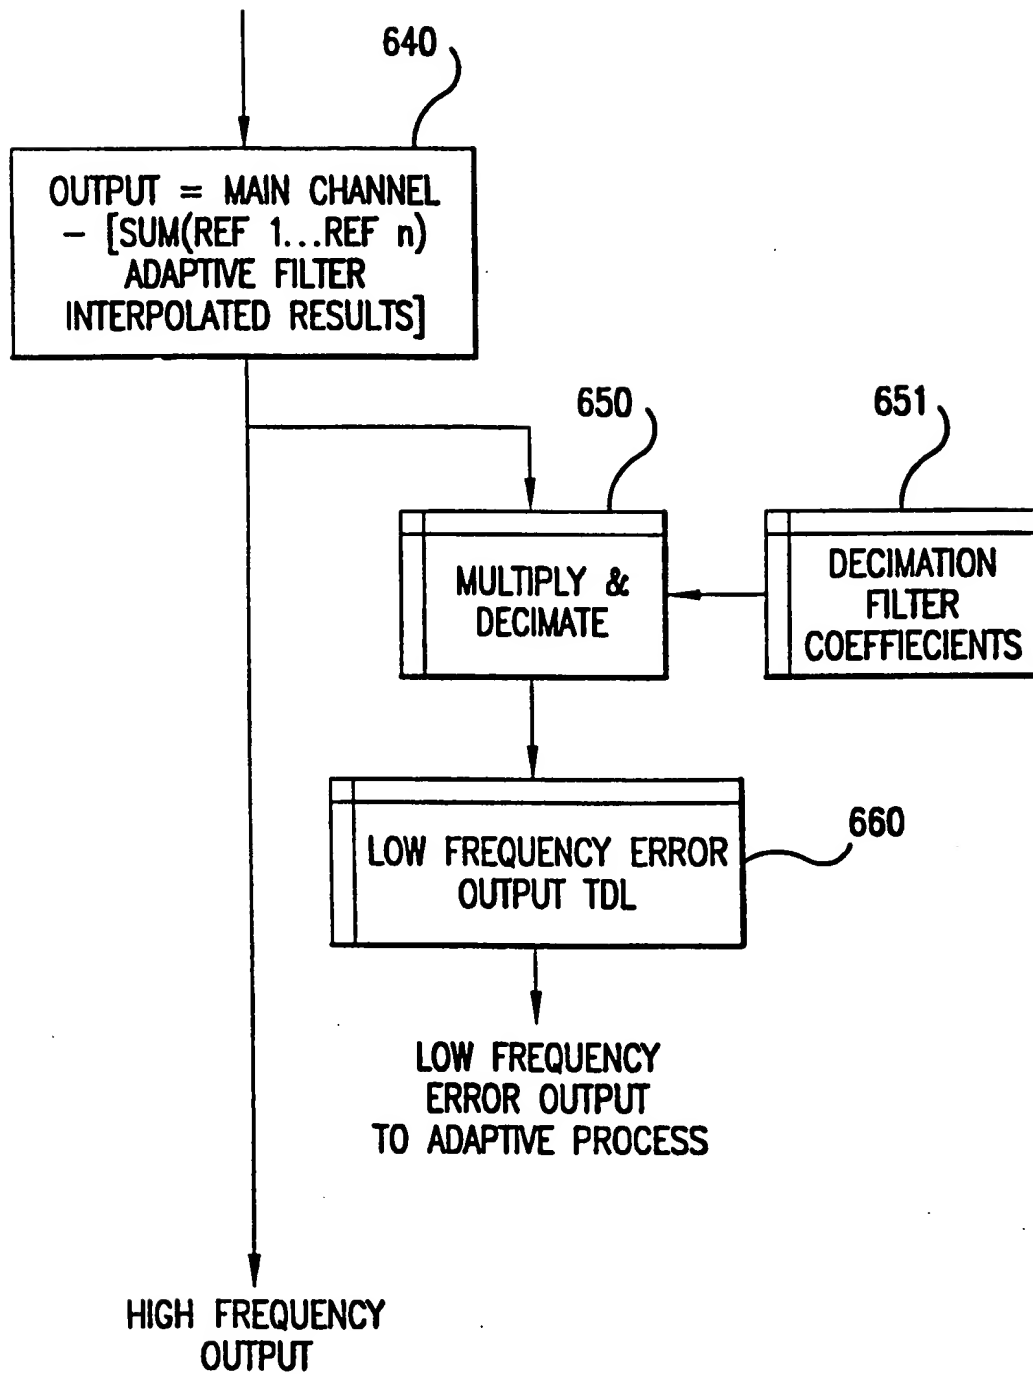 640
OUTPUT = MAIN CHANNEL
- [SUM(REF 1...REF n)
ADAPTIVE FILTER
INTERPOLATED RESULTS]
650
651
MULTIPLY &
DECIMATE
DECIMATION
FILTER
COEFFIECIENTS
660
LOW FREQUENCY ERROR
OUTPUT TDL
LOW FREQUENCY
ERROR OUTPUT
TO ADAPTIVE PROCESS
HIGH FREQUENCY
OUTPUT